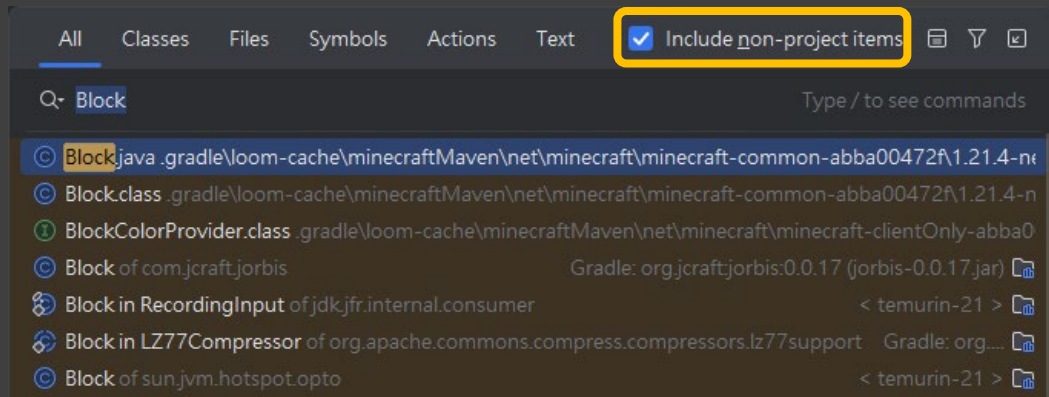 All Classes Files Symbols Actions Text Include non-project items
Block Type / to see commands
Block.java .gradle\loom-cache\minecraftMaven\net\minecraft\minecraft-common-abba00472f\1.21.4-ne
Block.class .gradle\loom-cache\minecraftMaven\net\minecraft\minecraft-common-abba00472f\1.21.4-n
BlockColorProvider.class .gradle\loom-cache\minecraftMaven\net\minecraft\minecraft-clientOnly-abba0
Block of com.jcraft.jorbis Gradle: org.jcraft:jorbis:0.0.17 (jorbis-0.0.17.jar)
Block in RecordingInput of jdk.jfr.internal.consumer < temurin-21 >
Block in LZ77Compressor of org.apache.commons.compress.compressors.lz77support Gradle: org....
Block of sun.jvm.hotspot.opto < temurin-21 >